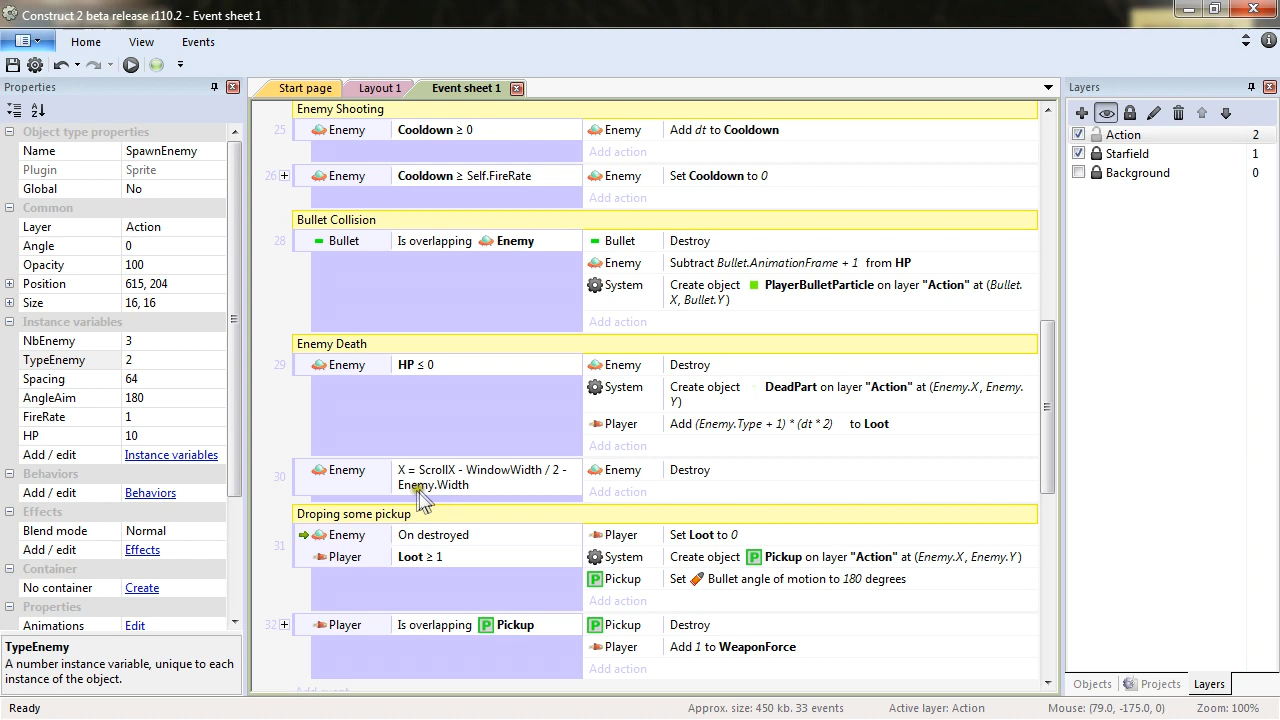 Construct 2 beta release r110.2 - Event sheet 1
Home View Events
Properties
Object type properties
Name SpawnEnemy
Plugin Sprite
Global No
Common
Layer Action
Angle 0
Opacity 100
Position 615, 204
Size 16, 16
Instance variables
NbEnemy 3
TypeEnemy 2
Spacing 64
AngleAim 180
FireRate 1
HP 10
Add / edit Instance variables
Behaviors
Add / edit Behaviors
Effects
Blend mode Normal
Add / edit Effects
Container
No container Create
Properties
Animations Edit
TypeEnemy
A number instance variable, unique to each
instance of the object.
Start page Layout 1 Event sheet 1
Enemy Shooting
25 Enemy Cooldown ≥ 0 Enemy Add dt to Cooldown
Add action
26 Enemy Cooldown ≥ Self.FireRate Enemy Set Cooldown to 0
Add action
Bullet Collision
28 Bullet Is overlapping Enemy Bullet Destroy
Enemy Subtract Bullet.AnimationFrame + 1 from HP
System Create object PlayerBulletParticle on layer "Action" at (Bullet.
X, Bullet.Y)
Add action
Enemy Death
29 Enemy HP ≤ 0 Enemy Destroy
System Create object DeadPart on layer "Action" at (Enemy.X, Enemy.
Y)
Player Add (Enemy.Type + 1) * (dt * 2) to Loot
Add action
30 Enemy X = ScrollX - WindowWidth / 2 - Enemy Destroy
Enemy.Width Add action
Droping some pickup
31 Enemy On destroyed Player Set Loot to 0
Player Loot ≥ 1 System Create object P Pickup on layer "Action" at (Enemy.X, Enemy.Y)
P Pickup Set Bullet angle of motion to 180 degrees
Add action
32 Player Is overlapping P Pickup P Pickup Destroy
Player Add 1 to WeaponForce
Add action
Add event
Layers
Action 2
Starfield 1
Background 0
Objects Projects Layers
Ready Approx. size: 450 kb. 33 events Active layer: Action Mouse: (79.0, -175.0, 0) Zoom: 100%